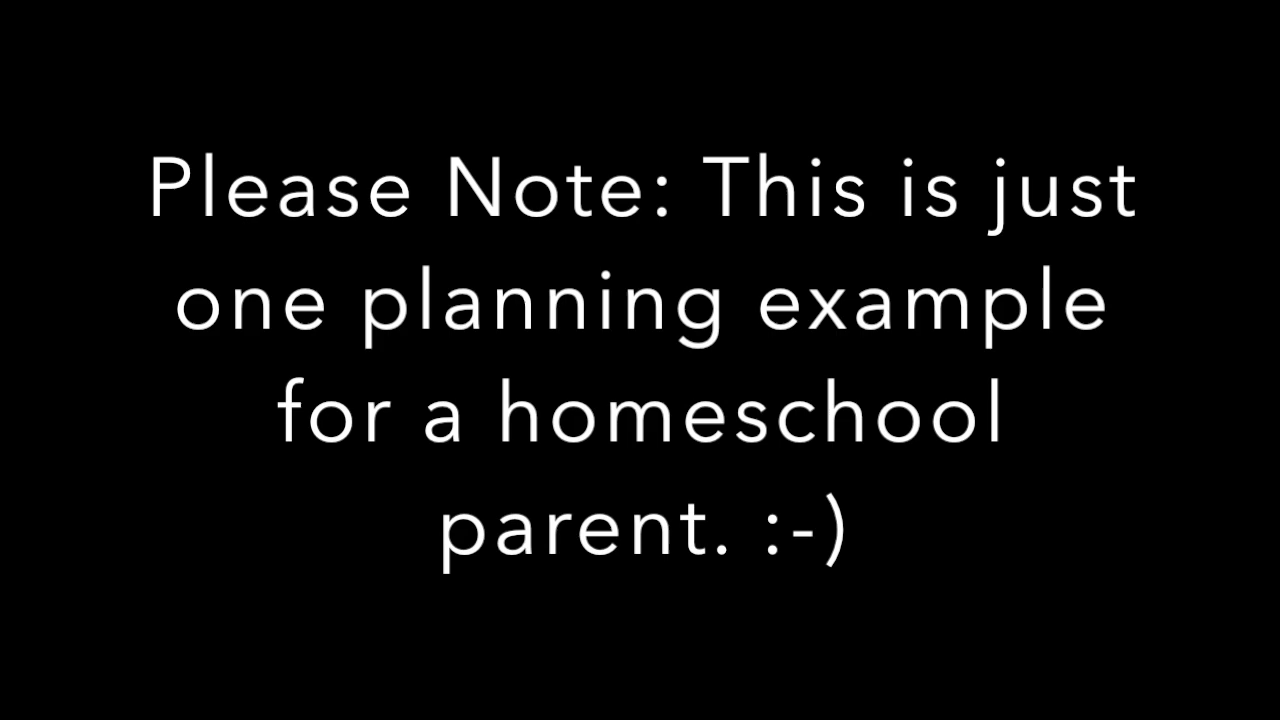 Please Note: This is just
one planning example
for a homeschool
parent. :-)